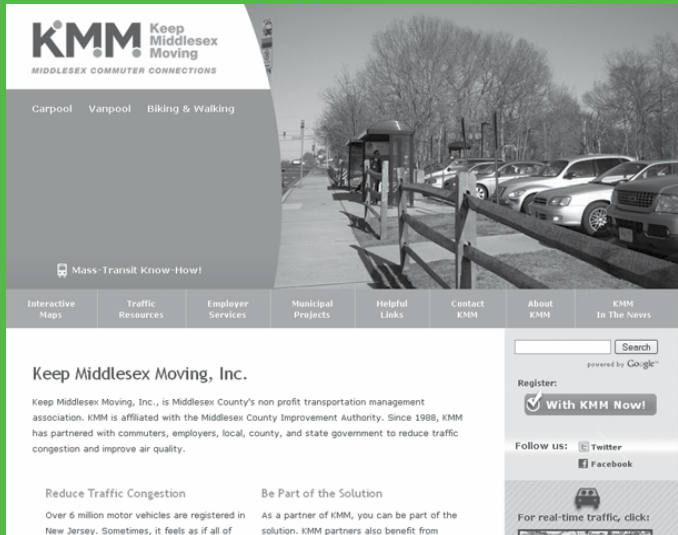 KMM Keep
Middlesex
Moving
MIDDLESEX COMMUTER CONNECTIONS
Carpool Vanpool Biking & Walking
Mass-Transit Know-How!
Interactive Maps
Traffic Resources
Employer Services
Municipal Projects
Helpful Links
Contact KMM
About KMM
KMM In The News
Keep Middlesex Moving, Inc.
Keep Middlesex Moving, Inc., is Middlesex County's non profit transportation management
association. KMM is affiliated with the Middlesex County Improvement Authority. Since 1988, KMM
has partnered with commuters, employers, local, county, and state government to reduce traffic
congestion and improve air quality.
Reduce Traffic Congestion
Over 6 million motor vehicles are registered in
New Jersey. Sometimes, it feels as if all of
Be Part of the Solution
As a partner of KMM, you can be part of the
solution. KMM partners also benefit from
Search
powered by Google™
Register:
With KMM Now!
Follow us:
Twitter
Facebook
For real-time traffic, click: